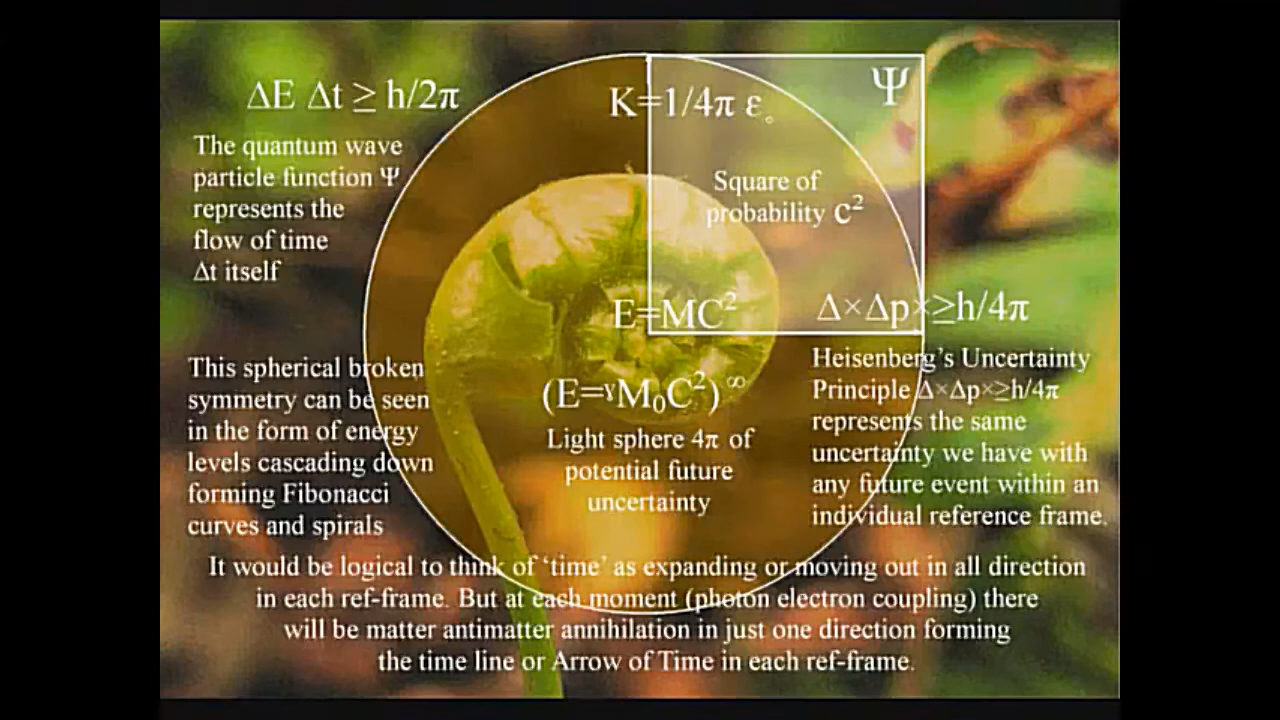 ΔE Δt ≥ h/2π
The quantum wave
particle function Ψ
represents the
flow of time
Δt itself
K=1/4π ε₀
Ψ
Square of
probability c²
E=MC²
Δ×Δp×≥h/4π
This spherical broken
symmetry can be seen
in the form of energy
levels cascading down
forming Fibonacci
curves and spirals
(E=ᵞM₀C²)∞
Light sphere 4π of
potential future
uncertainty
Heisenberg's Uncertainty
Principle Δ×Δp×≥h/4π
represents the same
uncertainty we have with
any future event within an
individual reference frame.
It would be logical to think of 'time' as expanding or moving out in all direction
in each ref-frame. But at each moment (photon electron coupling) there
will be matter antimatter annihilation in just one direction forming
the time line or Arrow of Time in each ref-frame.